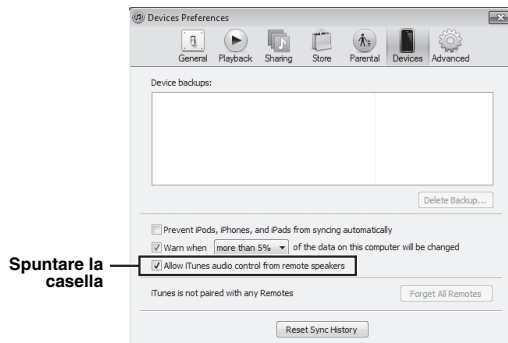 Devices Preferences
General Playback Sharing Store Parental Devices Advanced
Device backups:
Delete Backup...
Prevent iPods, iPhones, and iPads from syncing automatically
Warn when more than 5% of the data on this computer will be changed
Spuntare la casella
Allow iTunes audio control from remote speakers
iTunes is not paired with any Remotes
Forget All Remotes
Reset Sync History